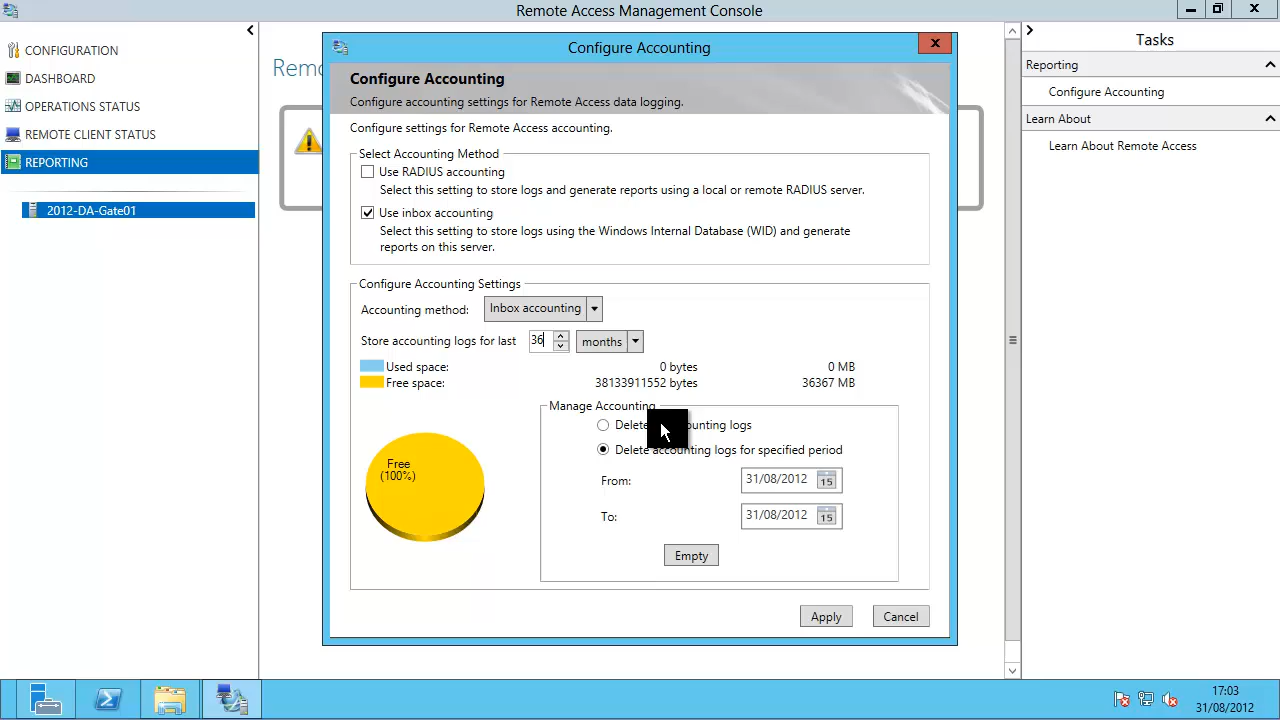 Remote Access Management Console
CONFIGURATION
DASHBOARD
OPERATIONS STATUS
REMOTE CLIENT STATUS
REPORTING
2012-DA-Gate01
Remo
Configure Accounting
Configure Accounting
Configure accounting settings for Remote Access data logging.
Configure settings for Remote Access accounting.
Select Accounting Method
Use RADIUS accounting
Select this setting to store logs and generate reports using a local or remote RADIUS server.
Use inbox accounting
Select this setting to store logs using the Windows Internal Database (WID) and generate
reports on this server.
Configure Accounting Settings
Accounting method: Inbox accounting
Store accounting logs for last 36 months
Used space: 0 bytes 0 MB
Free space: 38133911552 bytes 36367 MB
Free
(100%)
Manage Accounting
Delete unting logs
Delete accounting logs for specified period
From: 31/08/2012 15
To: 31/08/2012 15
Empty
Apply Cancel
Tasks
Reporting
Configure Accounting
Learn About
Learn About Remote Access
17:03
31/08/2012